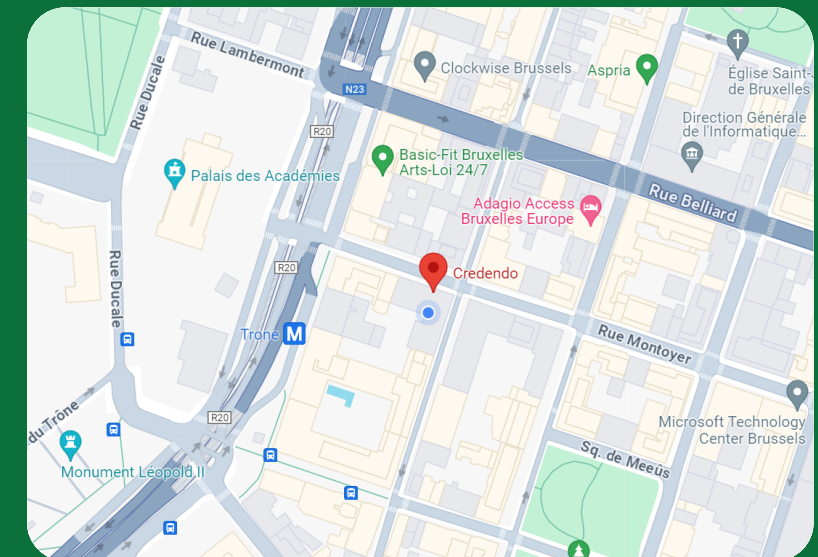 Rue Lambermont
Rue Ducale
N23
Clockwise Brussels
Aspria
Église Saint-
de Bruxelles
Direction Générale
de l'Informatique...
R20
Basic-Fit Bruxelles
Arts-Loi 24/7
Palais des Académies
Adagio Access
Bruxelles Europe
Rue Belliard
R20
Credendo
Rue Ducale
Trone
M
Rue Montoyer
du Trône
R20
Microsoft Technology
Center Brussels
Monument Léopold II
Sq. de Meeûs